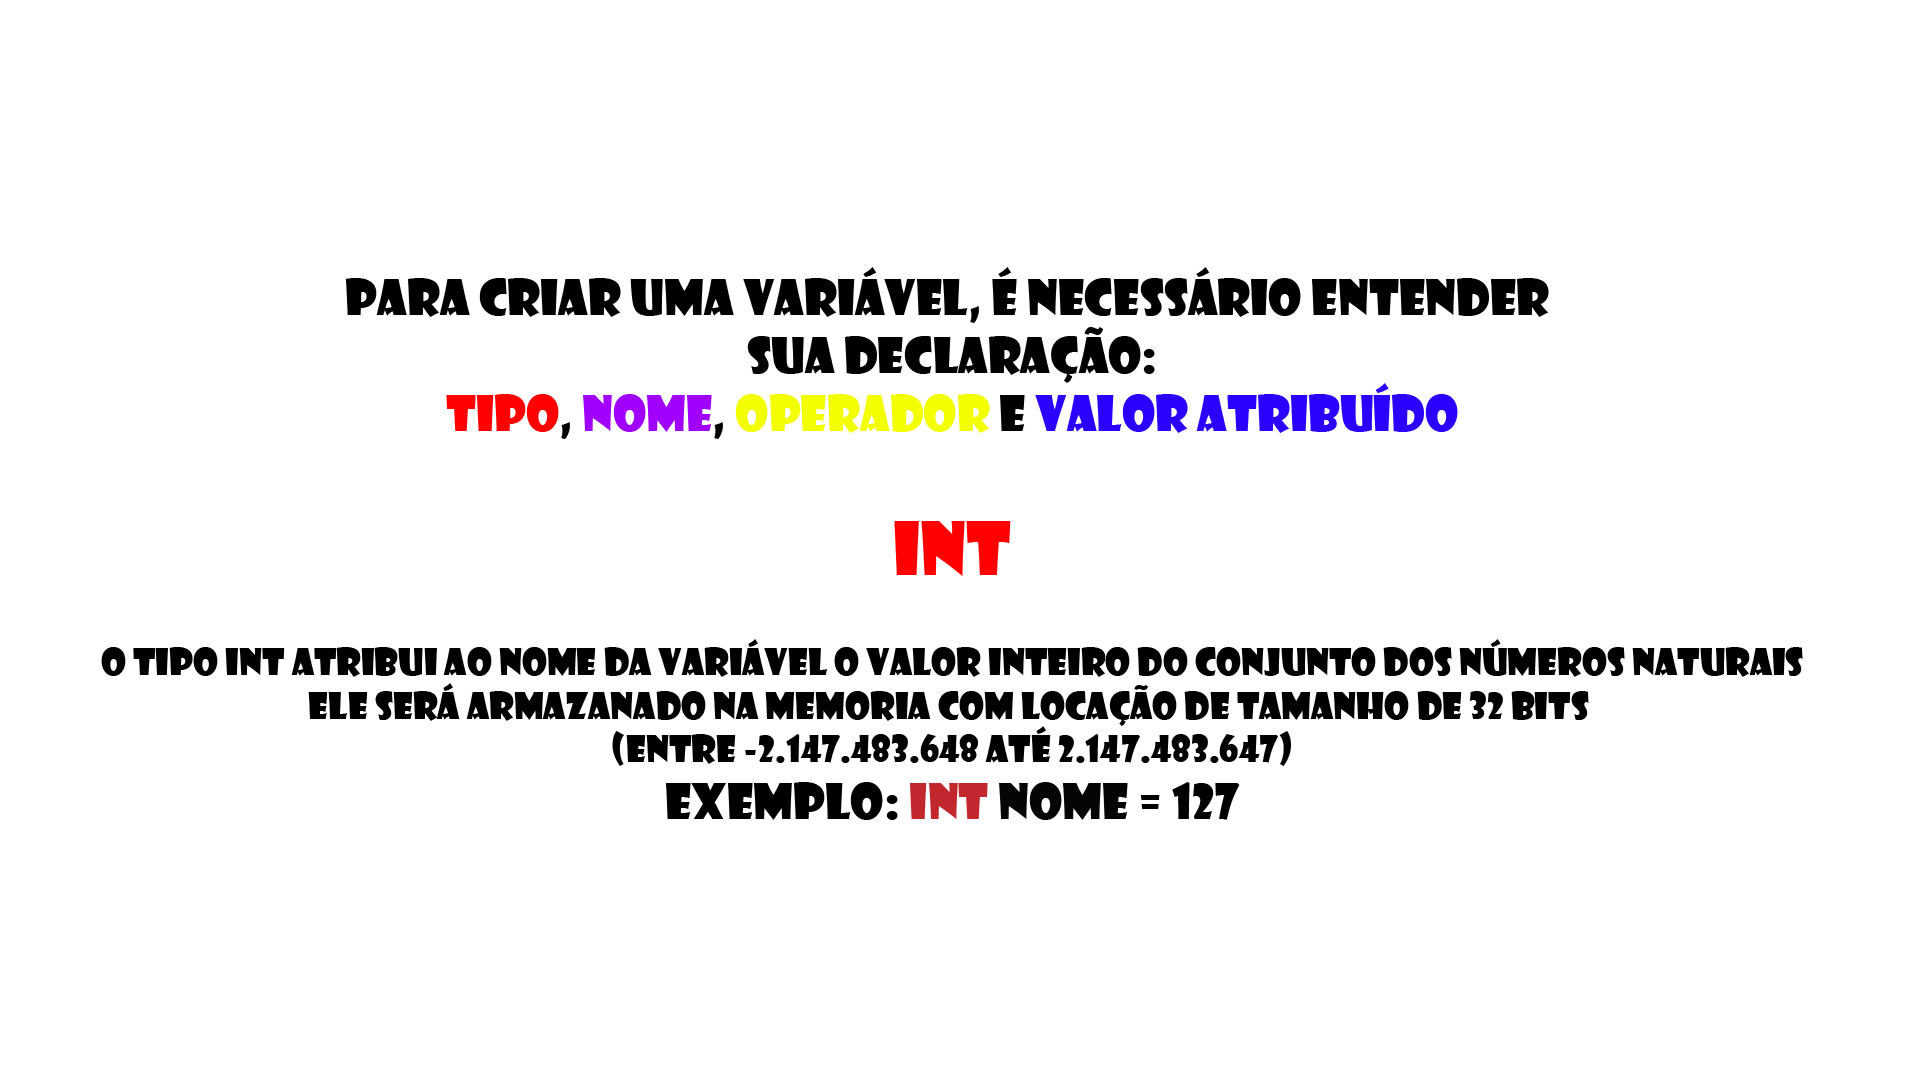 PARA CRIAR UMA VARIÁVEL, É NECESSÁRIO ENTENDER
SUA DECLARAÇÃO:
TIPO, NOME, OPERADOR E VALOR ATRIBUÍDO
INT
O TIPO INT ATRIBUI AO NOME DA VARIÁVEL O VALOR INTEIRO DO CONJUNTO DOS NÚMEROS NATURAIS
ELE SERÁ ARMAZANADO NA MEMORIA COM LOCAÇÃO DE TAMANHO DE 32 BITS
(ENTRE -2.147.483.648 ATÉ 2.147.483.647)
EXEMPLO: INT NOME = 127